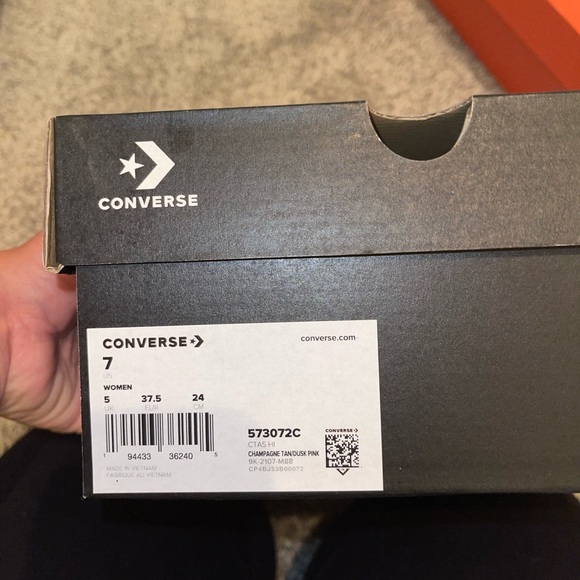 CONVERSE
CONVERSE
converse.com
7
US
WOMEN
5 37.5 24
UK EUR CM
573072C
CTAS HI
CHAMPAGNE TAN/DUSK PINK
9K-2107-MBB
CONVERSE
1 94433 36240 5
MADE IN VIETNAM
FABRIQUE AU VIETNAM